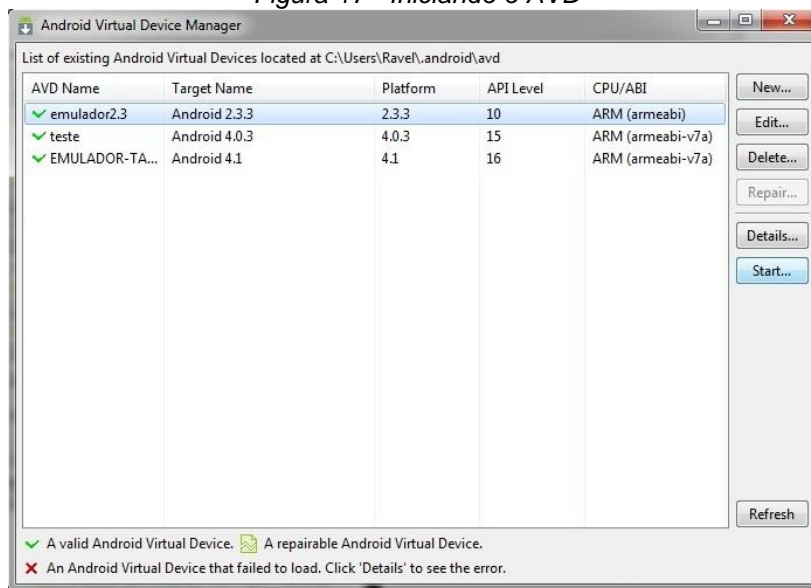 Figura 17 - Iniciando o AVD
Android Virtual Device Manager
List of existing Android Virtual Devices located at C:\Users\Ravel\.android\avd
AVD Name Target Name Platform API Level CPU/ABI
emulador2.3 Android 2.3.3 2.3.3 10 ARM (armeabi)
teste Android 4.0.3 4.0.3 15 ARM (armeabi-v7a)
EMULADOR-TA... Android 4.1 4.1 16 ARM (armeabi-v7a)
New...
Edit...
Delete...
Repair...
Details...
Start...
Refresh
A valid Android Virtual Device. A repairable Android Virtual Device.
An Android Virtual Device that failed to load. Click 'Details' to see the error.